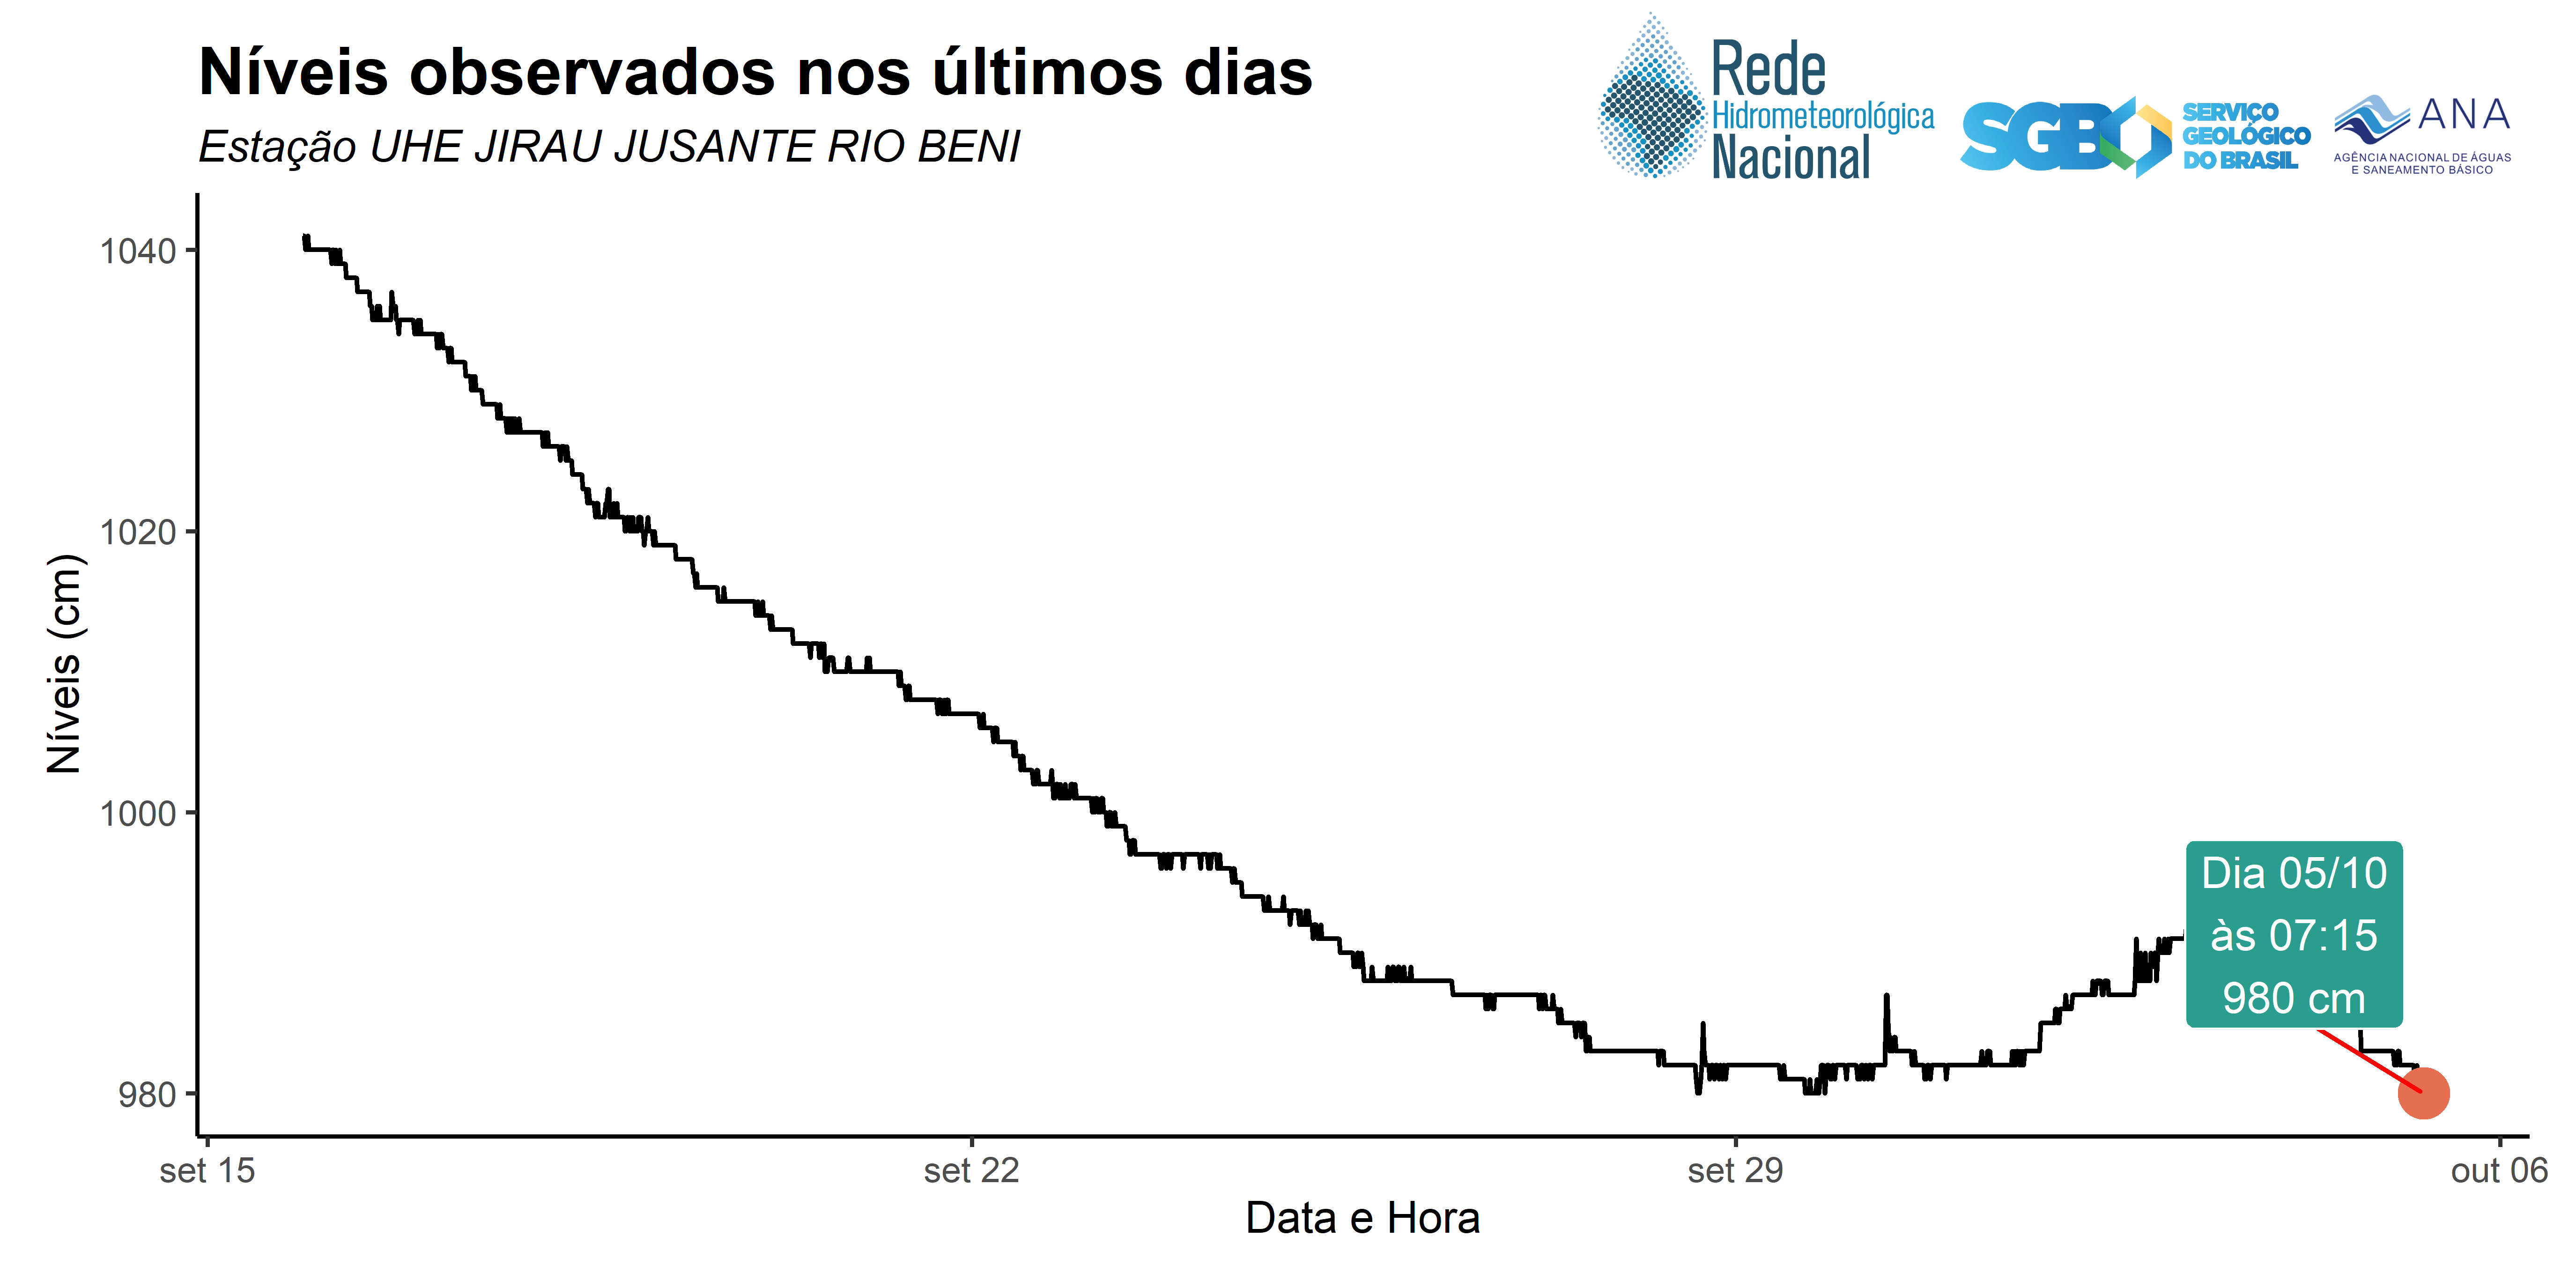 Níveis observados nos últimos dias
Estação UHE JIRAU JUSANTE RIO BENI
Rede
Hidrometeorológica
Nacional
SGB
SERVIÇO
GEOLÓGICO
DO BRASIL
ANA
AGÊNCIA NACIONAL DE ÁGUAS
E SANEAMENTO BÁSICO
Níveis (cm)
1040
1020
1000
980
Dia 05/10
às 07:15
980 cm
set 15
set 22
set 29
out 06
Data e Hora